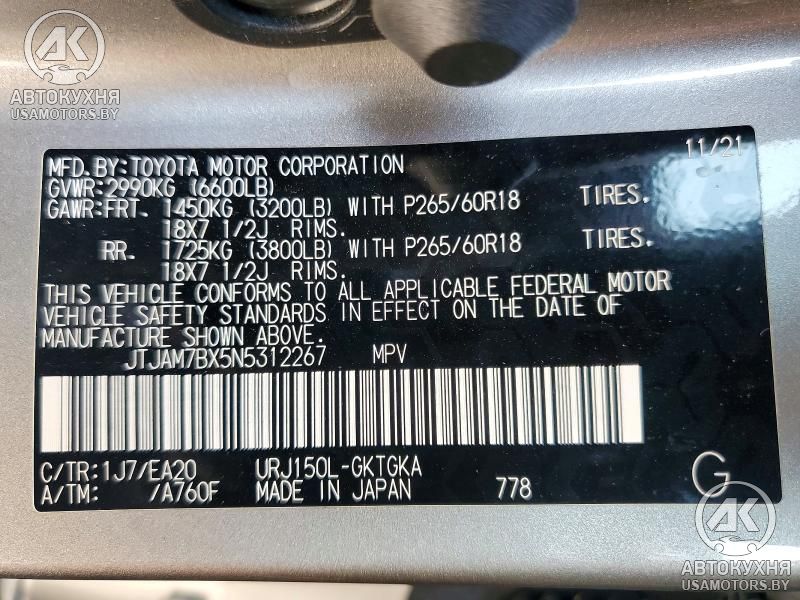 AK
АВТОКУХНЯ
USAMOTORS.BY
MFD.BY:TOYOTA MOTOR CORPORATION 11/21
GVWR:2990KG (6600LB)
GAWR:FRT. 1450KG (3200LB) WITH P265/60R18 TIRES.
18X7 1/2J RIMS.
RR. 1725KG (3800LB) WITH P265/60R18 TIRES.
18X7 1/2J RIMS.
THIS VEHICLE CONFORMS TO ALL APPLICABLE FEDERAL MOTOR
VEHICLE SAFETY STANDARDS IN EFFECT ON THE DATE OF
MANUFACTURE SHOWN ABOVE.
JTJAM7BX5N5312267 MPV
C/TR:1J7/EA20 URJ150L-GKTGKA G
A/TM: /A760F MADE IN JAPAN 778
AK
АВТОКУХНЯ
USAMOTORS.BY